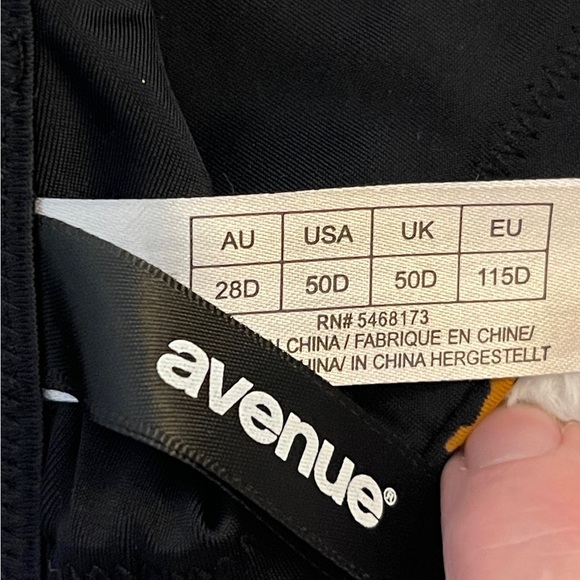 AU USA UK EU
28D 50D 50D 115D
RN# 5468173
CHINA / FABRIQUE EN CHINE/
IN CHINA HERGESTELLT
avenue®